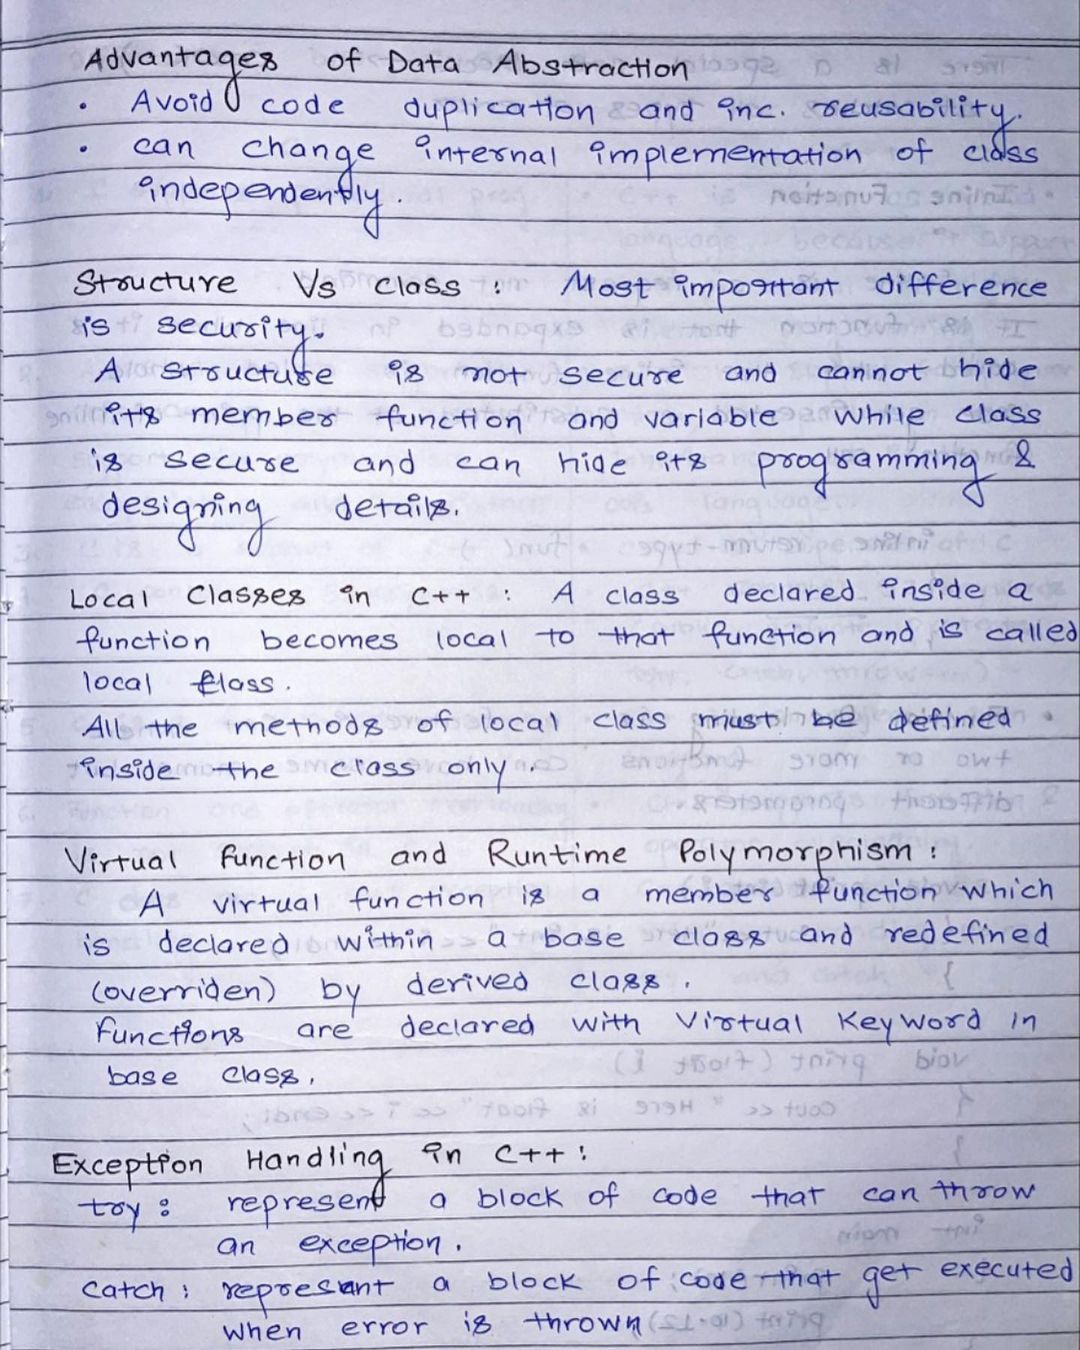 Advantages of Data Abstraction
• Avoid code duplication and inc. reusability.
• can change internal implementation of class
independently.
Structure Vs class : Most important difference
is security.
A structure is not secure and cannot hide
its member function and variable while class
is secure and can hide its programming &
designing details.
Local Classes in C++ : A class declared inside a
function becomes local to that function and is called
local class.
All the methods of local class must be defined
inside the class only.
Virtual Function and Runtime Polymorphism :
A virtual function is a member function which
is declared within a base class and redefined
(overriden) by derived class.
Functions are declared with Virtual Keyword in
base class.
Exception Handling in C++ :
try : represent a block of code that can throw
an exception.
Catch : represent a block of code that get executed
when error is thrown